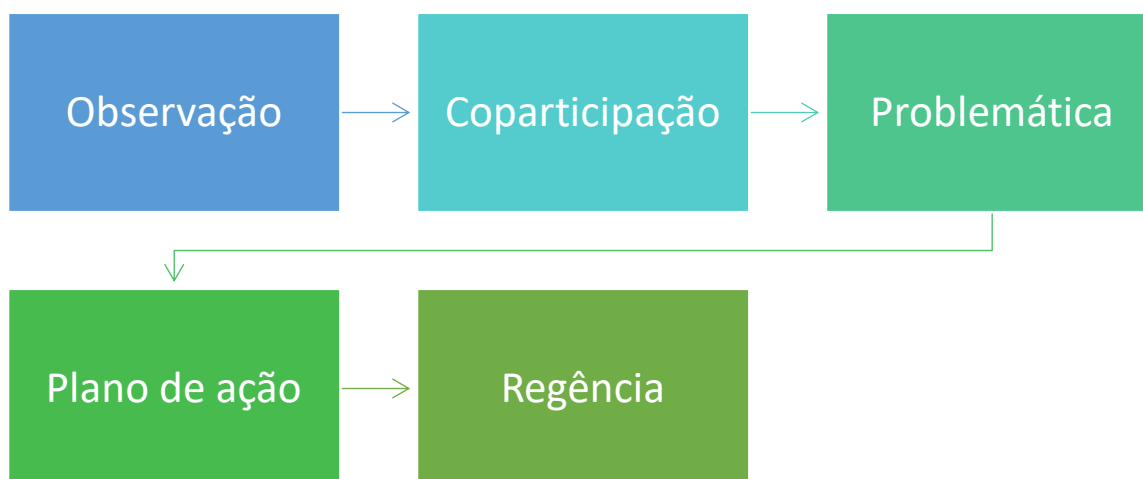 Observação
Coparticipação
Problemática
Plano de ação
Regência